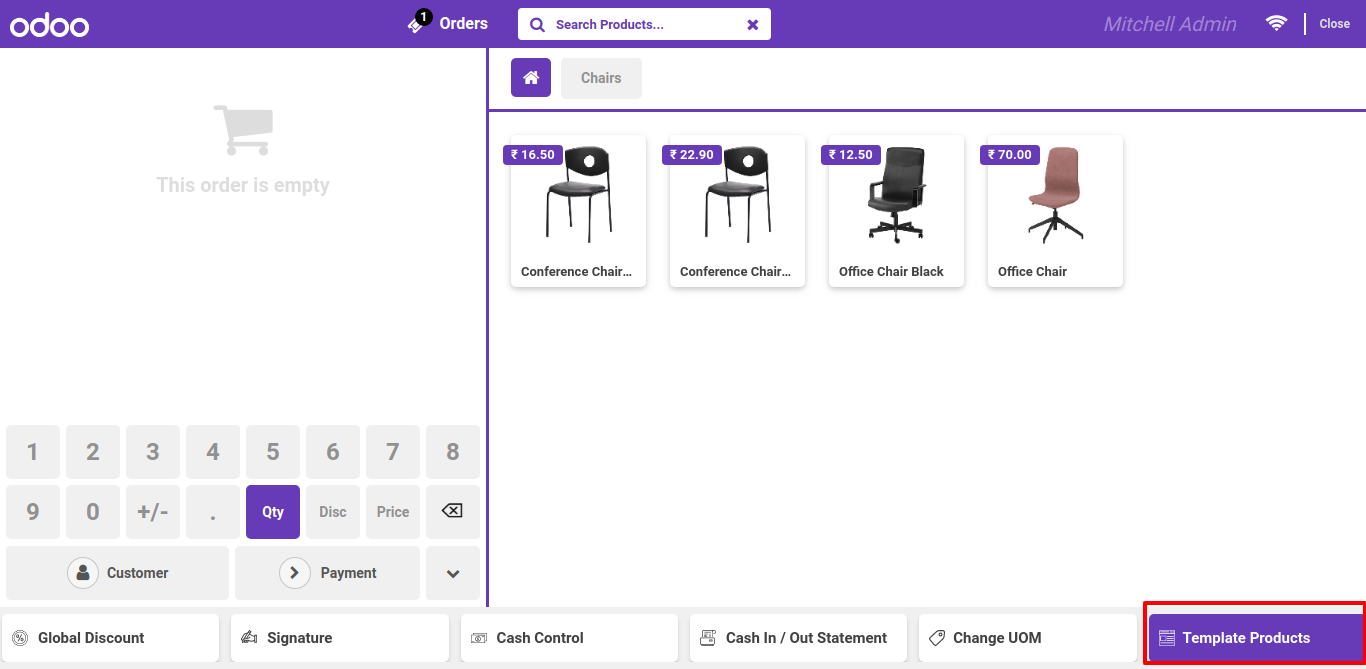 odoo
1
Orders
Search Products...
Mitchell Admin
Close
This order is empty
Chairs
₹ 16.50
₹ 22.90
₹ 12.50
₹ 70.00
Conference Chair...
Conference Chair...
Office Chair Black
Office Chair
1 2 3 4 5 6 7 8
9 0 +/- . Qty Disc Price
Customer
Payment
Global Discount
Signature
Cash Control
Cash In / Out Statement
Change UOM
Template Products